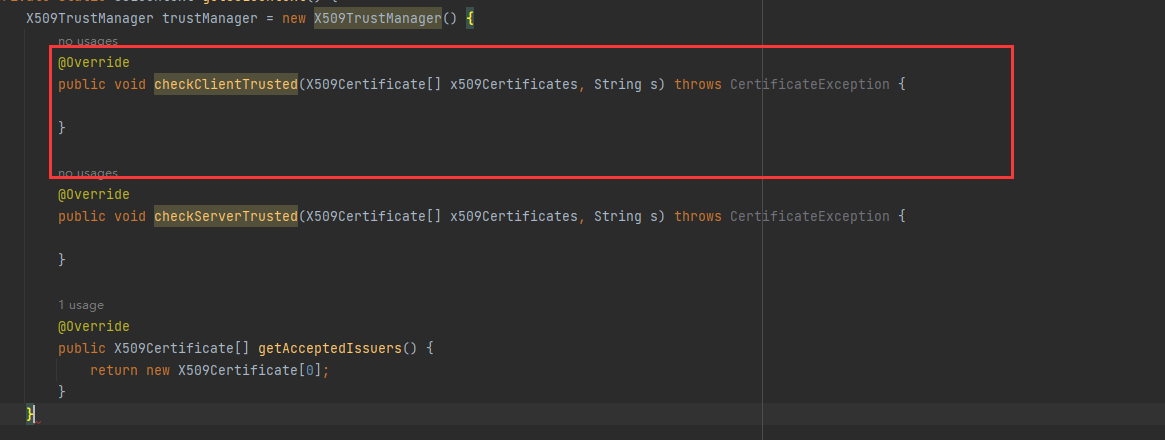 X509TrustManager trustManager = new X509TrustManager() {
no usages
@Override
public void checkClientTrusted(X509Certificate[] x509Certificates, String s) throws CertificateException {
}
no usages
@Override
public void checkServerTrusted(X509Certificate[] x509Certificates, String s) throws CertificateException {
}
1 usage
@Override
public X509Certificate[] getAcceptedIssuers() {
return new X509Certificate[0];
}
}